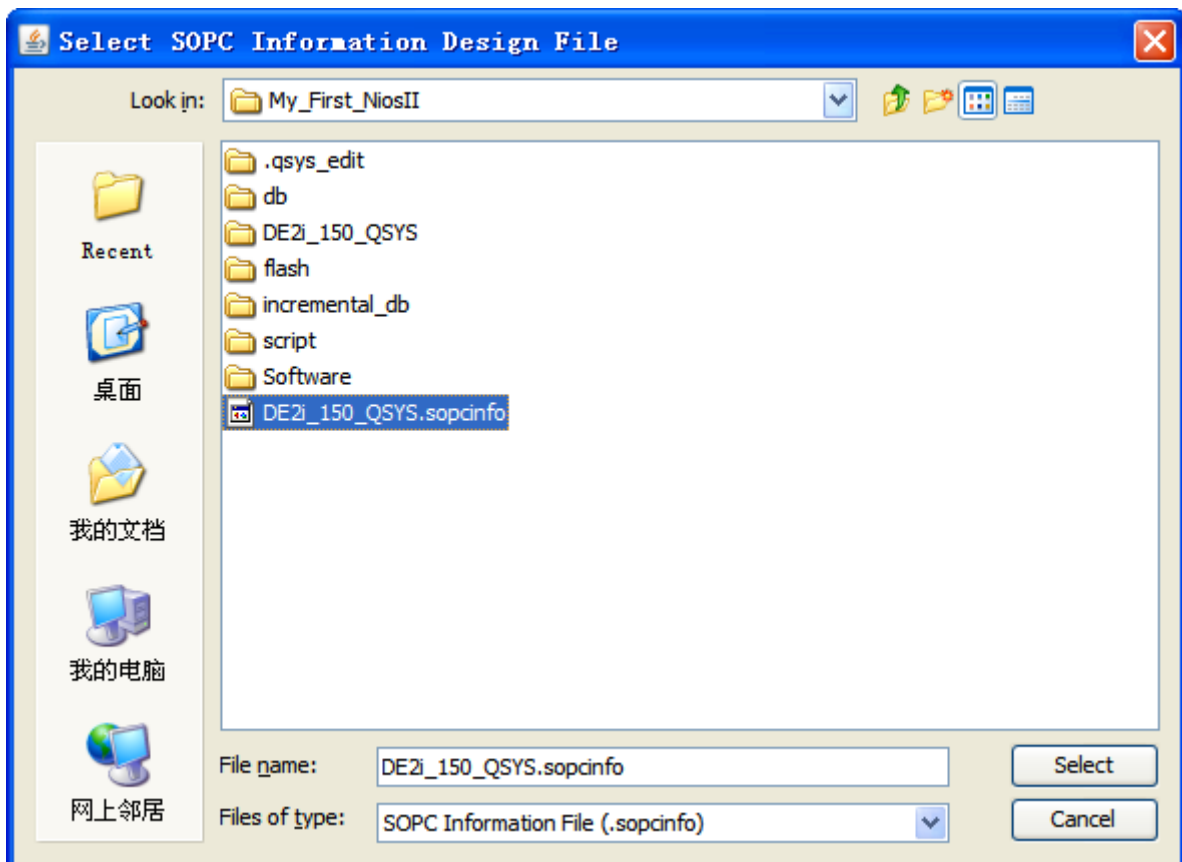 Select SOPC Information Design File
Look in: My_First_NiosII
.qsys_edit
db
DE2i_150_QSYS
flash
incremental_db
script
Software
DE2i_150_QSYS.sopcinfo
Recent
桌面
我的文档
我的电脑
网上邻居
File name: DE2i_150_QSYS.sopcinfo
Select
Files of type: SOPC Information File (.sopcinfo)
Cancel